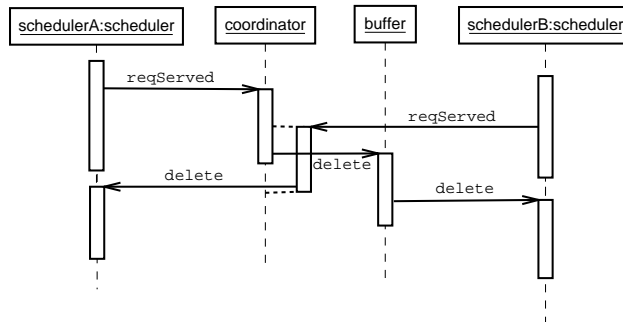 schedulerA:scheduler
coordinator
buffer
schedulerB:scheduler
reqServed
reqServed
delete
delete
delete